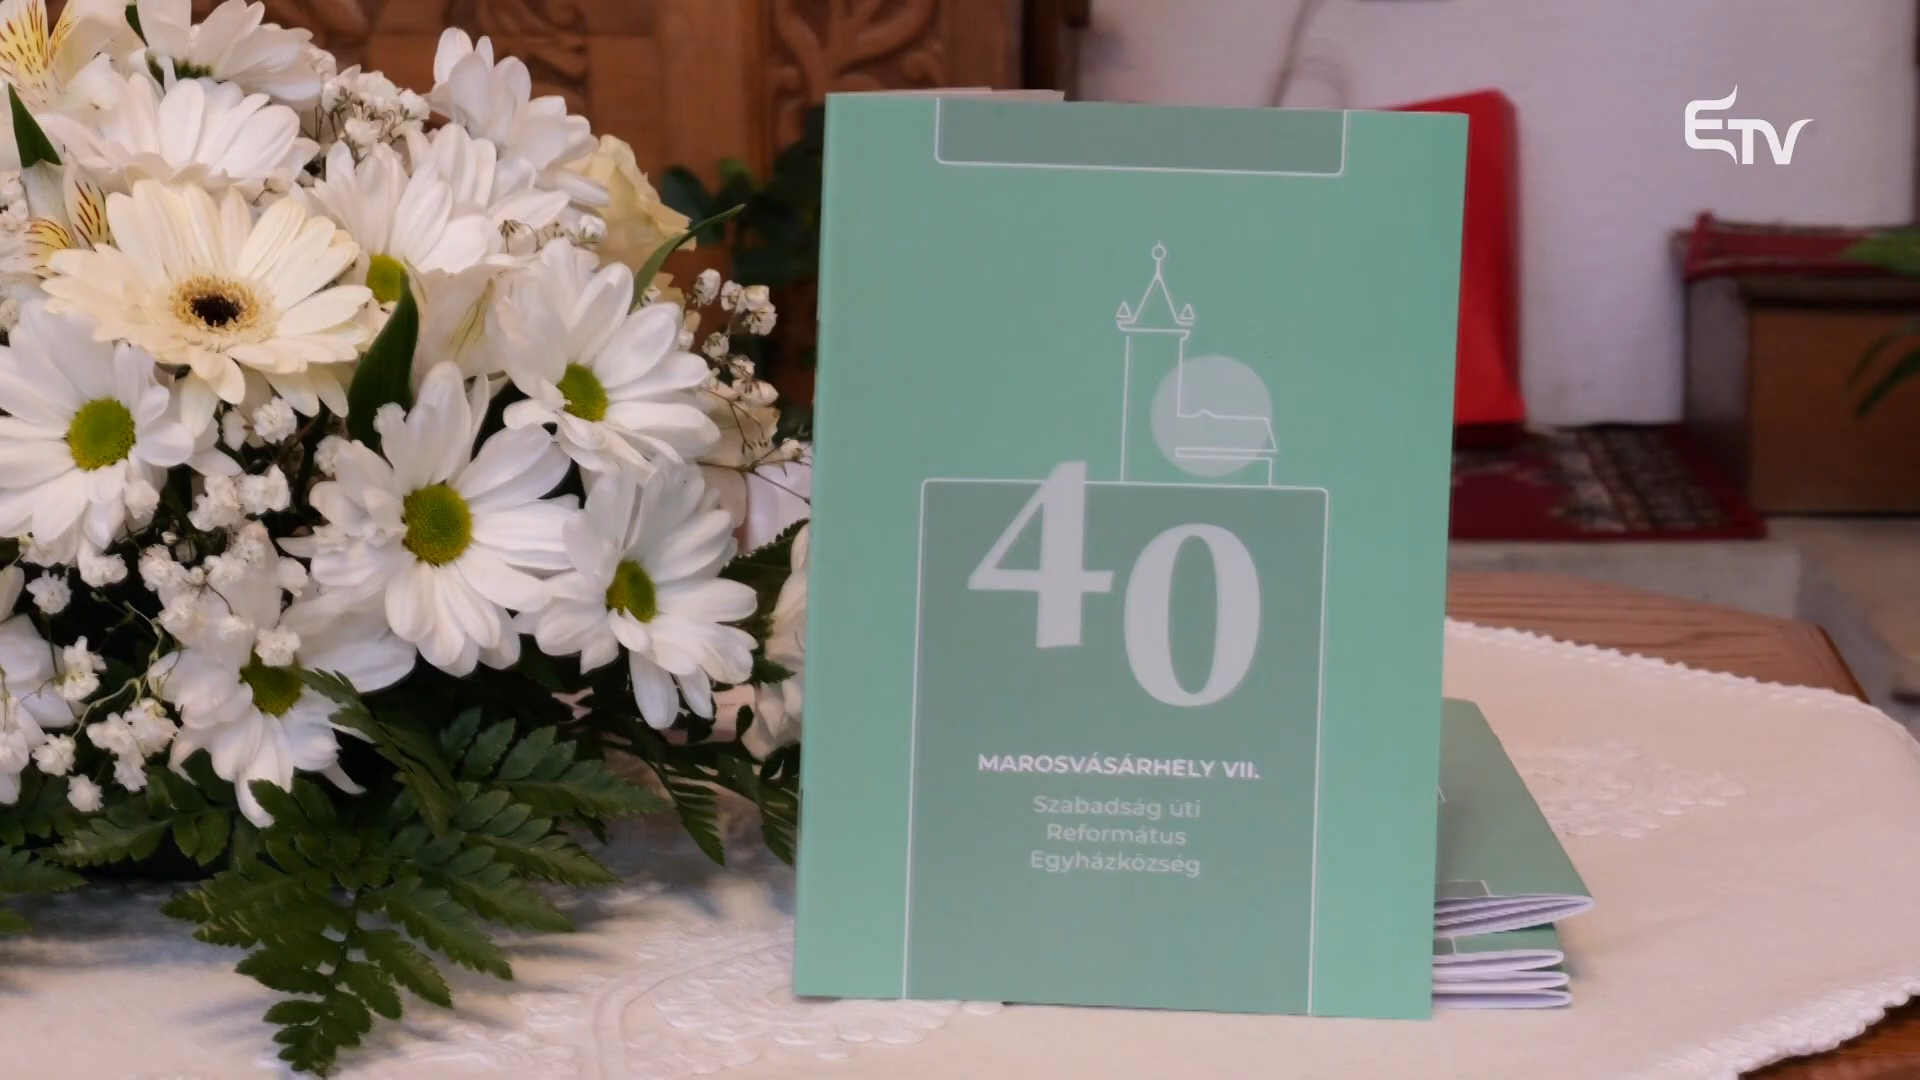 ETV
40
MAROSVÁSÁRHELY VII.
Szabadság úti
Református
Egyházközség